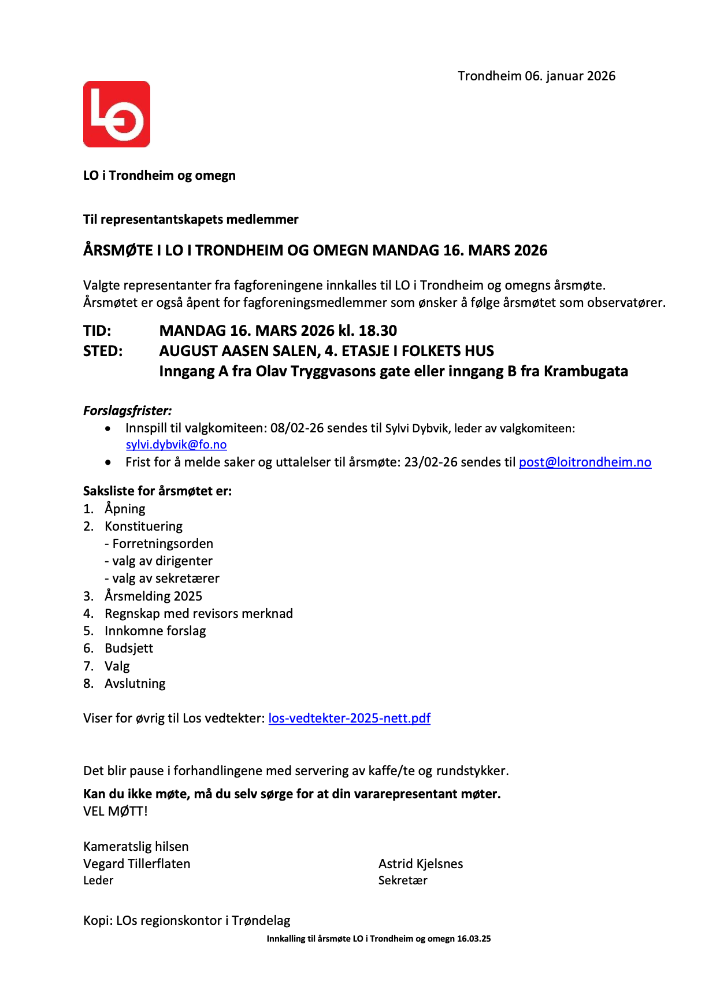 Trondheim 06. januar 2026
LO
LO i Trondheim og omegn
Til representantskapets medlemmer
ÅRSMØTE I LO I TRONDHEIM OG OMEGN MANDAG 16. MARS 2026
Valgte representanter fra fagforeningene innkalles til LO i Trondheim og omegns årsmøte.
Årsmøtet er også åpent for fagforeningsmedlemmer som ønsker å følge årsmøtet som observatører.
TID: MANDAG 16. MARS 2026 kl. 18.30
STED: AUGUST AASEN SALEN, 4. ETASJE I FOLKETS HUS
Inngang A fra Olav Tryggvasons gate eller inngang B fra Krambugata
Forslagsfrister:
• Innspill til valgkomiteen: 08/02-26 sendes til Sylvi Dybvik, leder av valgkomiteen:
sylvi.dybvik@fo.no
• Frist for å melde saker og uttalelser til årsmøte: 23/02-26 sendes til post@loitrondheim.no
Saksliste for årsmøtet er:
1. Åpning
2. Konstituering
- Forretningsorden
- valg av dirigenter
- valg av sekretærer
3. Årsmelding 2025
4. Regnskap med revisors merknad
5. Innkomne forslag
6. Budsjett
7. Valg
8. Avslutning
Viser for øvrig til Los vedtekter: los-vedtekter-2025-nett.pdf
Det blir pause i forhandlingene med servering av kaffe/te og rundstykker.
Kan du ikke møte, må du selv sørge for at din vararepresentant møter.
VEL MØTT!
Kameratslig hilsen
Vegard Tillerflaten Astrid Kjelsnes
Leder Sekretær
Kopi: LOs regionskontor i Trøndelag
Innkalling til årsmøte LO i Trondheim og omegn 16.03.25